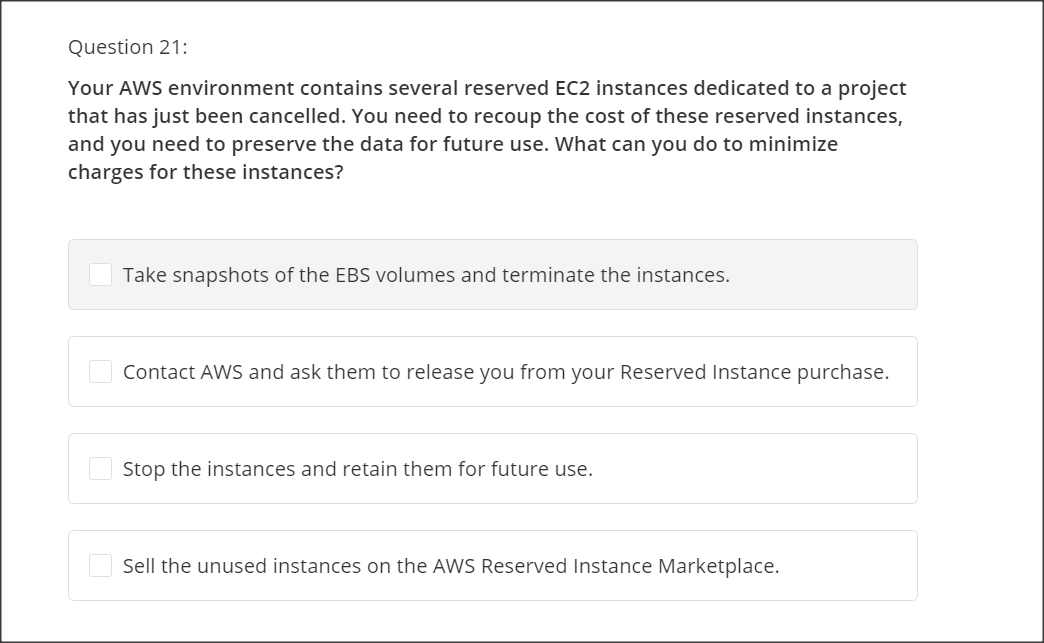 Question 21:
Your AWS environment contains several reserved EC2 instances dedicated to a project
that has just been cancelled. You need to recoup the cost of these reserved instances,
and you need to preserve the data for future use. What can you do to minimize
charges for these instances?
Take snapshots of the EBS volumes and terminate the instances.
Contact AWS and ask them to release you from your Reserved Instance purchase.
Stop the instances and retain them for future use.
Sell the unused instances on the AWS Reserved Instance Marketplace.